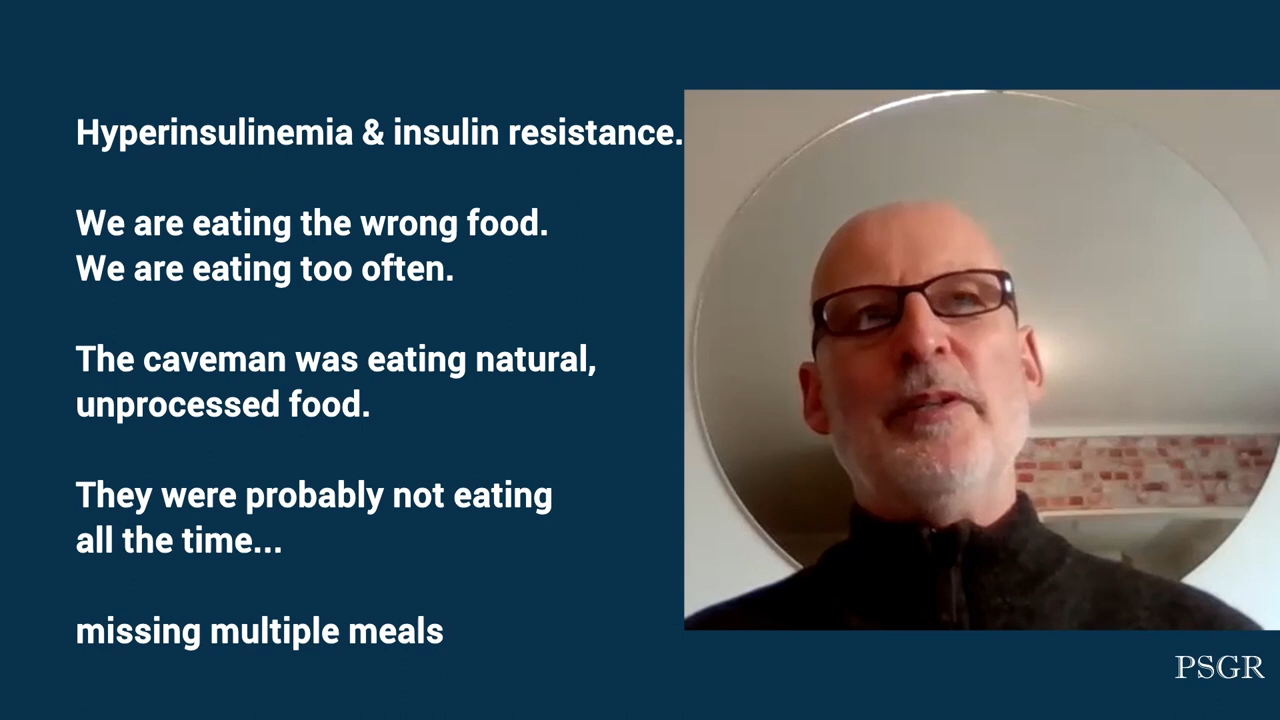 Hyperinsulinemia & insulin resistance.
We are eating the wrong food.
We are eating too often.
The caveman was eating natural,
unprocessed food.
They were probably not eating
all the time...
missing multiple meals
PSGR